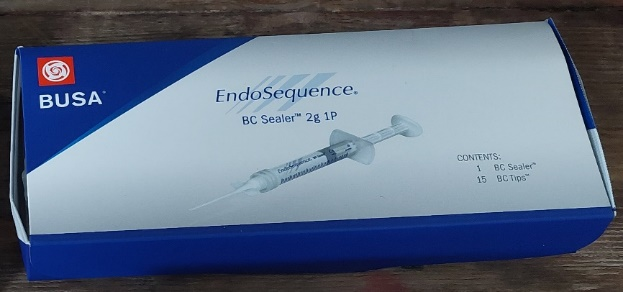 BUSA
EndoSequence®
BC Sealer™ 2g 1P
CONTENTS:
1 BC Sealer™
15 BC Tips™